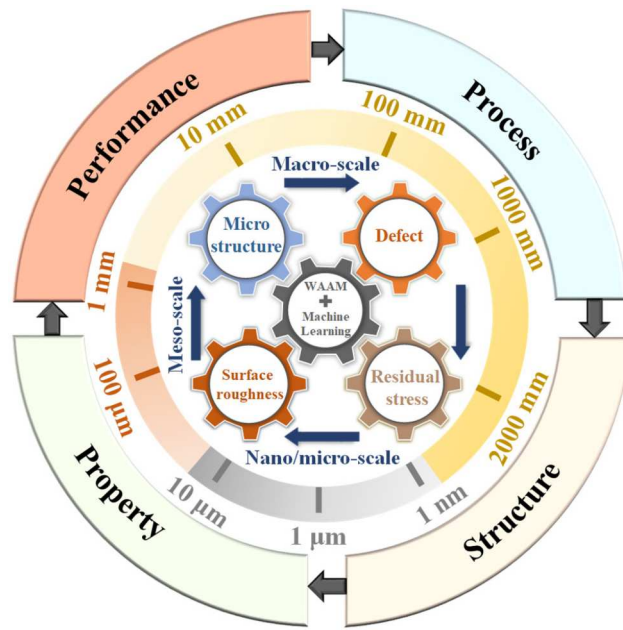 Performance
Process
10 mm
100 mm
Macro-scale
1000 mm
Micro
structure
Defect
WAAM
+
Machine
Learning
1 mm
Meso-scale
100 μm
Surface
roughness
Residual
stress
2000 mm
Nano/micro-scale
10 μm
1 μm
1 nm
Property
Structure